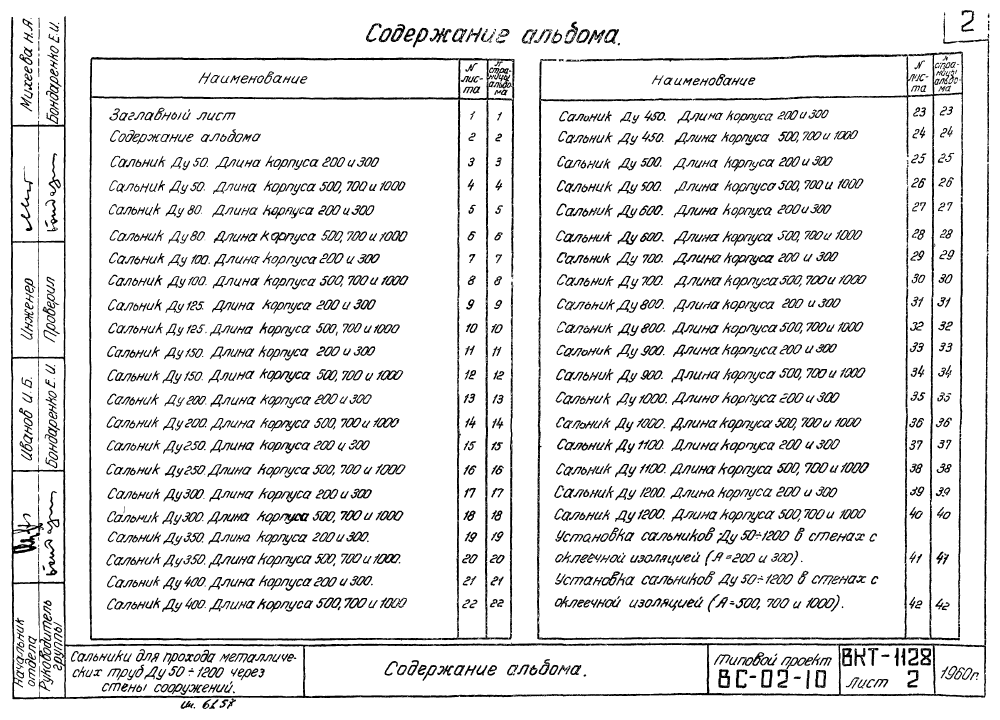 2
Содержание альбома.
Наименование
N листа
N страницы альбома
Заглавный лист 1 1
Содержание альбома 2 2
Сальник Ду 50. Длина корпуса 200 и 300 3 3
Сальник Ду 50. Длина корпуса 500, 700 и 1000 4 4
Сальник Ду 80. Длина корпуса 200 и 300 5 5
Сальник Ду 80. Длина корпуса 500, 700 и 1000 6 6
Сальник Ду 100. Длина корпуса 200 и 300 7 7
Сальник Ду 100. Длина корпуса 500, 700 и 1000 8 8
Сальник Ду 125. Длина корпуса 200 и 300 9 9
Сальник Ду 125. Длина корпуса 500, 700 и 1000 10 10
Сальник Ду 150. Длина корпуса 200 и 300 11 11
Сальник Ду 150. Длина корпуса 500, 700 и 1000 12 12
Сальник Ду 200. Длина корпуса 200 и 300 13 13
Сальник Ду 200. Длина корпуса 500, 700 и 1000 14 14
Сальник Ду 250. Длина корпуса 200 и 300 15 15
Сальник Ду 250 Длина корпуса 500, 700 и 1000 16 16
Сальник Ду 300. Длина корпуса 200 и 300 17 17
Сальник Ду 300. Длина корпуса 500, 700 и 1000 18 18
Сальник Ду 350. Длина корпуса 200 и 300. 19 19
Сальник Ду 350. Длина корпуса 500, 700 и 1000. 20 20
Сальник Ду 400. Длина корпуса 200 и 300. 21 21
Сальник Ду 400. Длина корпуса 500, 700 и 1000 22 22
Наименование
N листа
N страницы альбома
Сальник Ду 450. Длина корпуса 200 и 300 23 23
Сальник Ду 450. Длина корпуса 500, 700 и 1000 24 24
Сальник Ду 500. Длина корпуса 200 и 300 25 25
Сальник Ду 500. Длина корпуса 500, 700 и 1000 26 26
Сальник Ду 600. Длина корпуса 200 и 300 27 27
Сальник Ду 600. Длина корпуса 500, 700 и 1000 28 28
Сальник Ду 700. Длина корпуса 200 и 300 29 29
Сальник Ду 700. Длина корпуса 500, 700 и 1000 30 30
Сальник Ду 800. Длина корпуса 200 и 300 31 31
Сальник Ду 800. Длина корпуса 500, 700 и 1000 32 32
Сальник Ду 900. Длина корпуса 200 и 300 33 33
Сальник Ду 900. Длина корпуса 500, 700 и 1000 34 34
Сальник Ду 1000. Длина корпуса 200 и 300 35 35
Сальник Ду 1000. Длина корпуса 500, 700 и 1000 36 36
Сальник Ду 1100. Длина корпуса 200 и 300 37 37
Сальник Ду 1100. Длина корпуса 500, 700 и 1000 38 38
Сальник Ду 1200. Длина корпуса 200 и 300 39 39
Сальник Ду 1200. Длина корпуса 500, 700 и 1000 40 40
Установка сальников Ду 50÷1200 в стенах с
оклеечной изоляцией (А=200 и 300). 41 41
Установка сальников Ду 50÷1200 в стенах с
оклеечной изоляцией (А=500, 700 и 1000). 42 42
Начальник отдела Иванов И. Б. Инженер Михеева Н.А.
Руководитель группы Бондаренко Е.И. Проверил Бондаренко Е.И.
Сальники для прохода металличе-
ских труб Ду 50÷1200 через
стены сооружений.
Содержание альбома.
Типовой проект
ВС-02-10
ВКТ-1128
Лист 2
1960г.